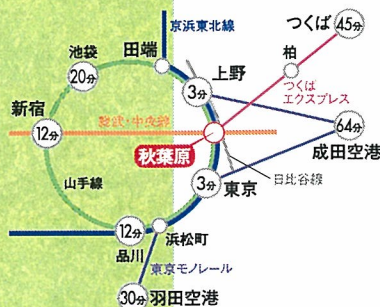 京浜東北線
つくば
45分
池袋
田端
柏
20分
上野
つくば
エクスプレス
3分
新宿
12分
総武・中央線
64分
秋葉原
成田空港
日比谷線
山手線
3分
東京
12分
浜松町
品川
東京モノレール
30分
羽田空港